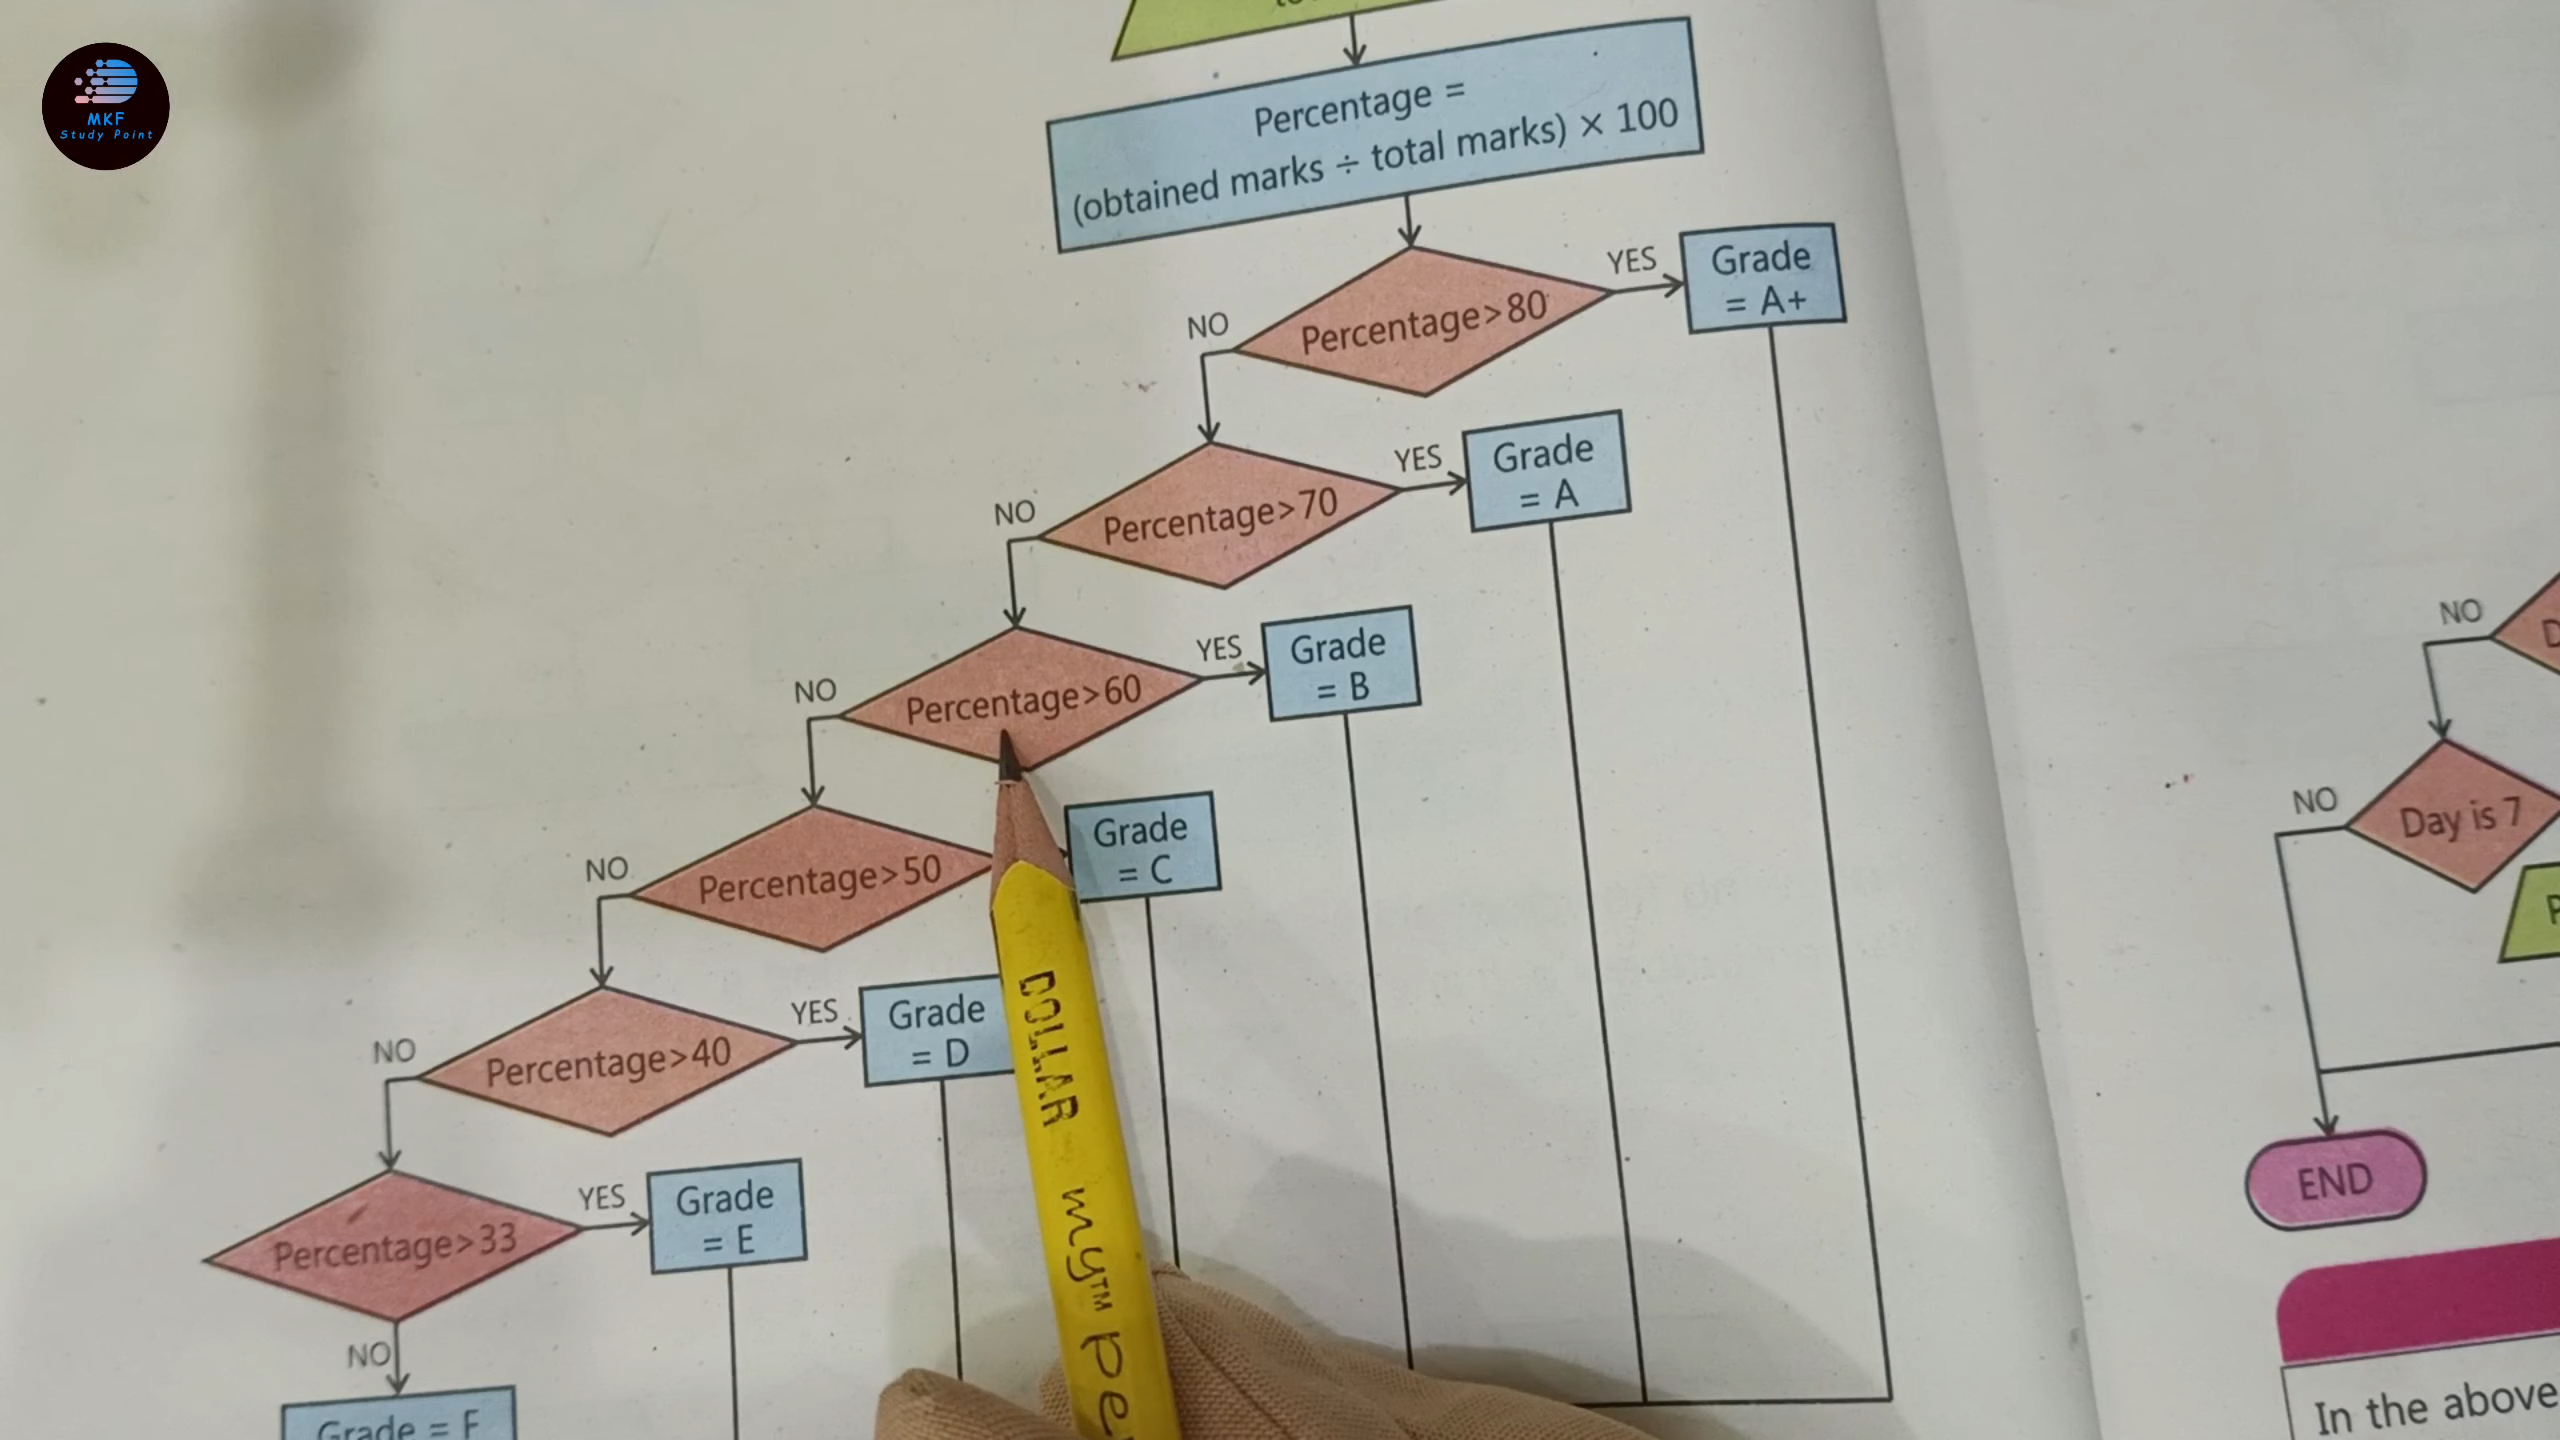 MKF
Study Point
Percentage =
(obtained marks ÷ total marks) × 100
YES
Grade
= A+
NO
Percentage>80
YES
Grade
= A
NO
Percentage>70
YES
Grade
= B
NO
Percentage>60
Grade
= C
NO
Percentage>50
YES
Grade
= D
NO
Percentage>40
YES
Grade
= E
Percentage>33
NO
Grade = F
DOLLAR my™ pe
NO
NO
Day is 7
END
In the above